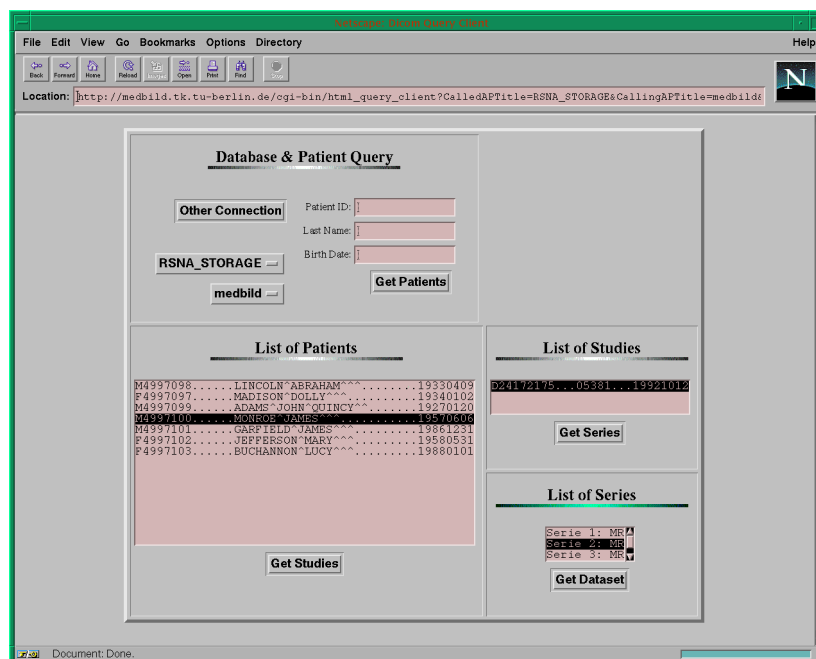 Netscape: Dicom Query Client
File Edit View Go Bookmarks Options Directory Help
Back Forward Home Reload Images Open Print Find Stop
N
Location: http://medbild.tk.tu-berlin.de/cgi-bin/html_query_client?CalledAPTitle=RSNA_STORAGE&CallingAPTitle=medbild&
Database & Patient Query
Other Connection
Patient ID:
Last Name:
Birth Date:
RSNA_STORAGE
Get Patients
medbild
List of Patients
M4997098......LINCOLN^ABRAHAM^^^........19330409
F4997097......MADISON^DOLLY^^^..........19340102
M4997099......ADAMS^JOHN^QUINCY^^.......19270120
M4997100......MONROE^JAMES^^^...........19570606
M4997101......GARFIELD^JAMES^^^.........19861231
F4997102......JEFFERSON^MARY^^^.........19580531
F4997103......BUCHANNON^LUCY^^^.........19880101
Get Studies
List of Studies
D24172175...05381...19921012
Get Series
List of Series
Serie 1: MR
Serie 2: MR
Serie 3: MR
Get Dataset
Document: Done.